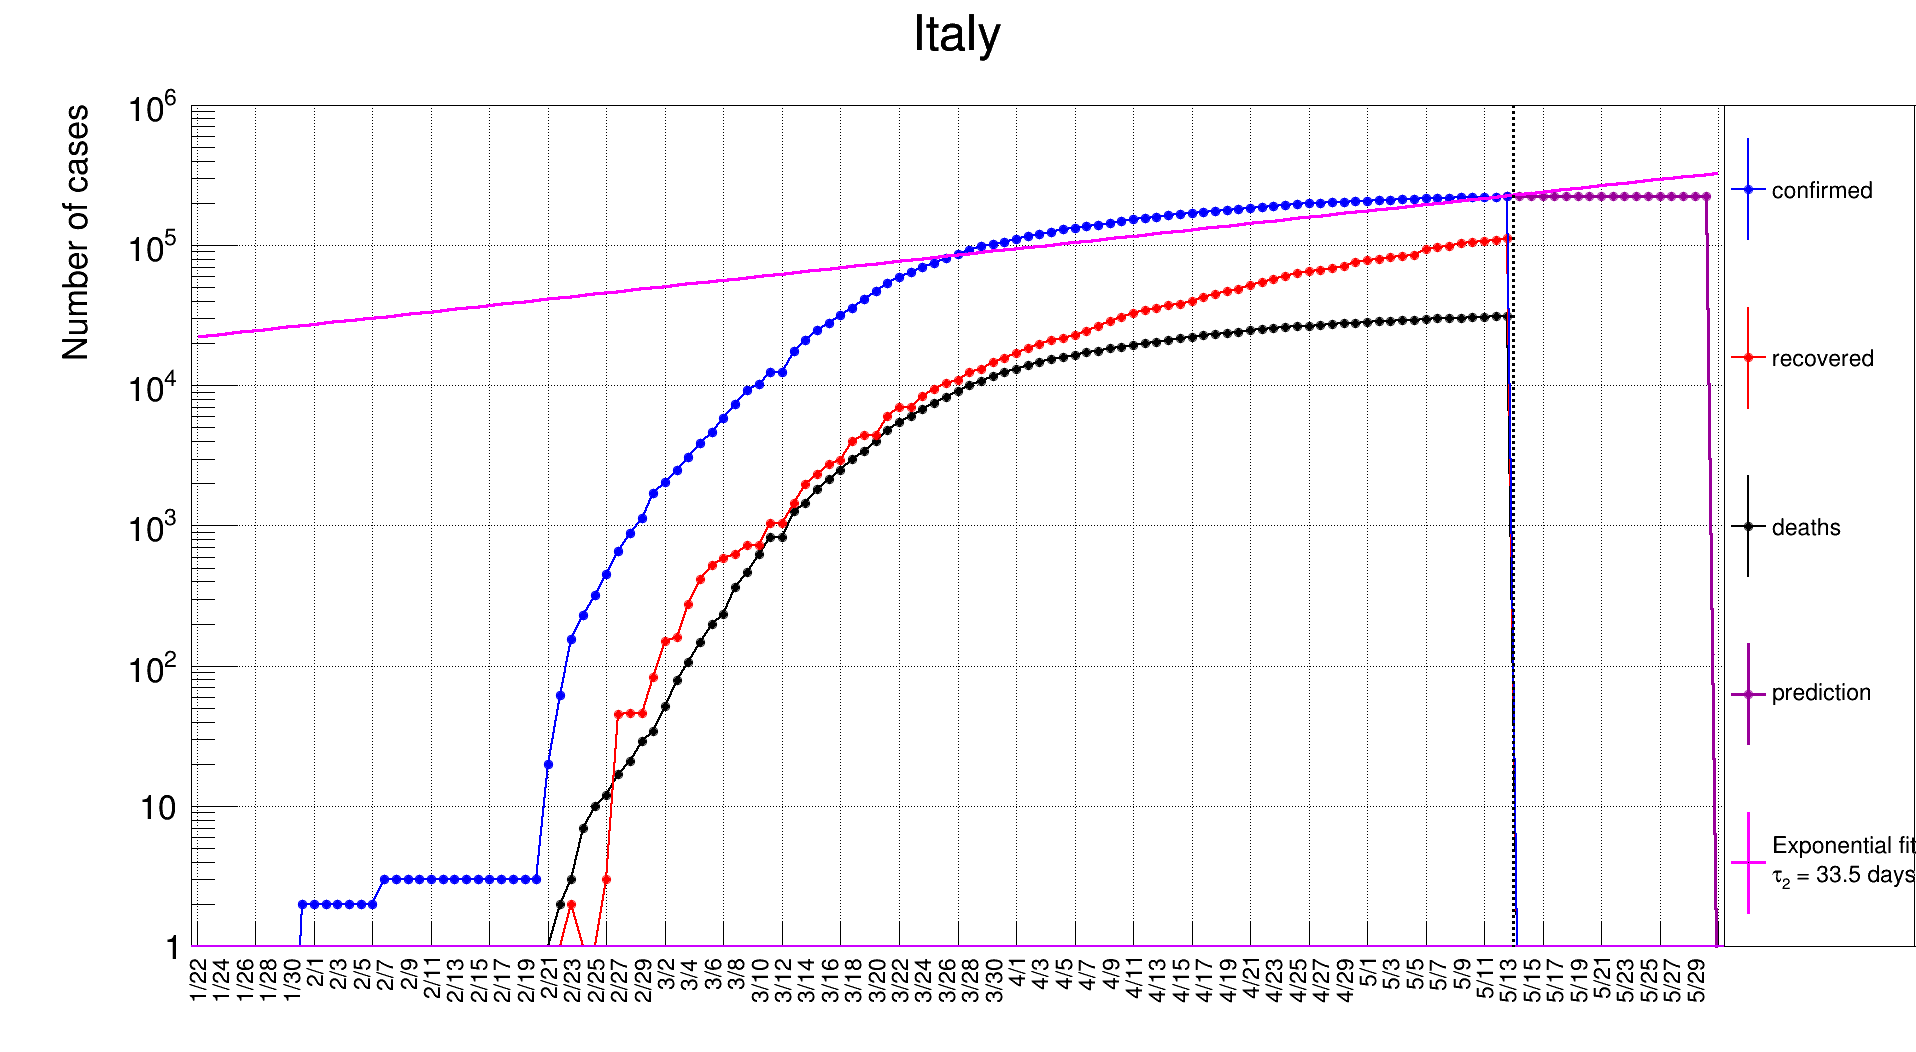 Italy
Number of cases
10^6
10^5
10^4
10^3
10^2
10
1
1/22 1/24 1/26 1/28 1/30 2/1 2/3 2/5 2/7 2/9 2/11 2/13 2/15 2/17 2/19 2/21 2/23 2/25 2/27 2/29 3/2 3/4 3/6 3/8 3/10 3/12 3/14 3/16 3/18 3/20 3/22 3/24 3/26 3/28 3/30 4/1 4/3 4/5 4/7 4/9 4/11 4/13 4/15 4/17 4/19 4/21 4/23 4/25 4/27 4/29 5/1 5/3 5/5 5/7 5/9 5/11 5/13 5/15 5/17 5/19 5/21 5/23 5/25 5/27 5/29
confirmed
recovered
deaths
prediction
Exponential fit
τ_2 = 33.5 days